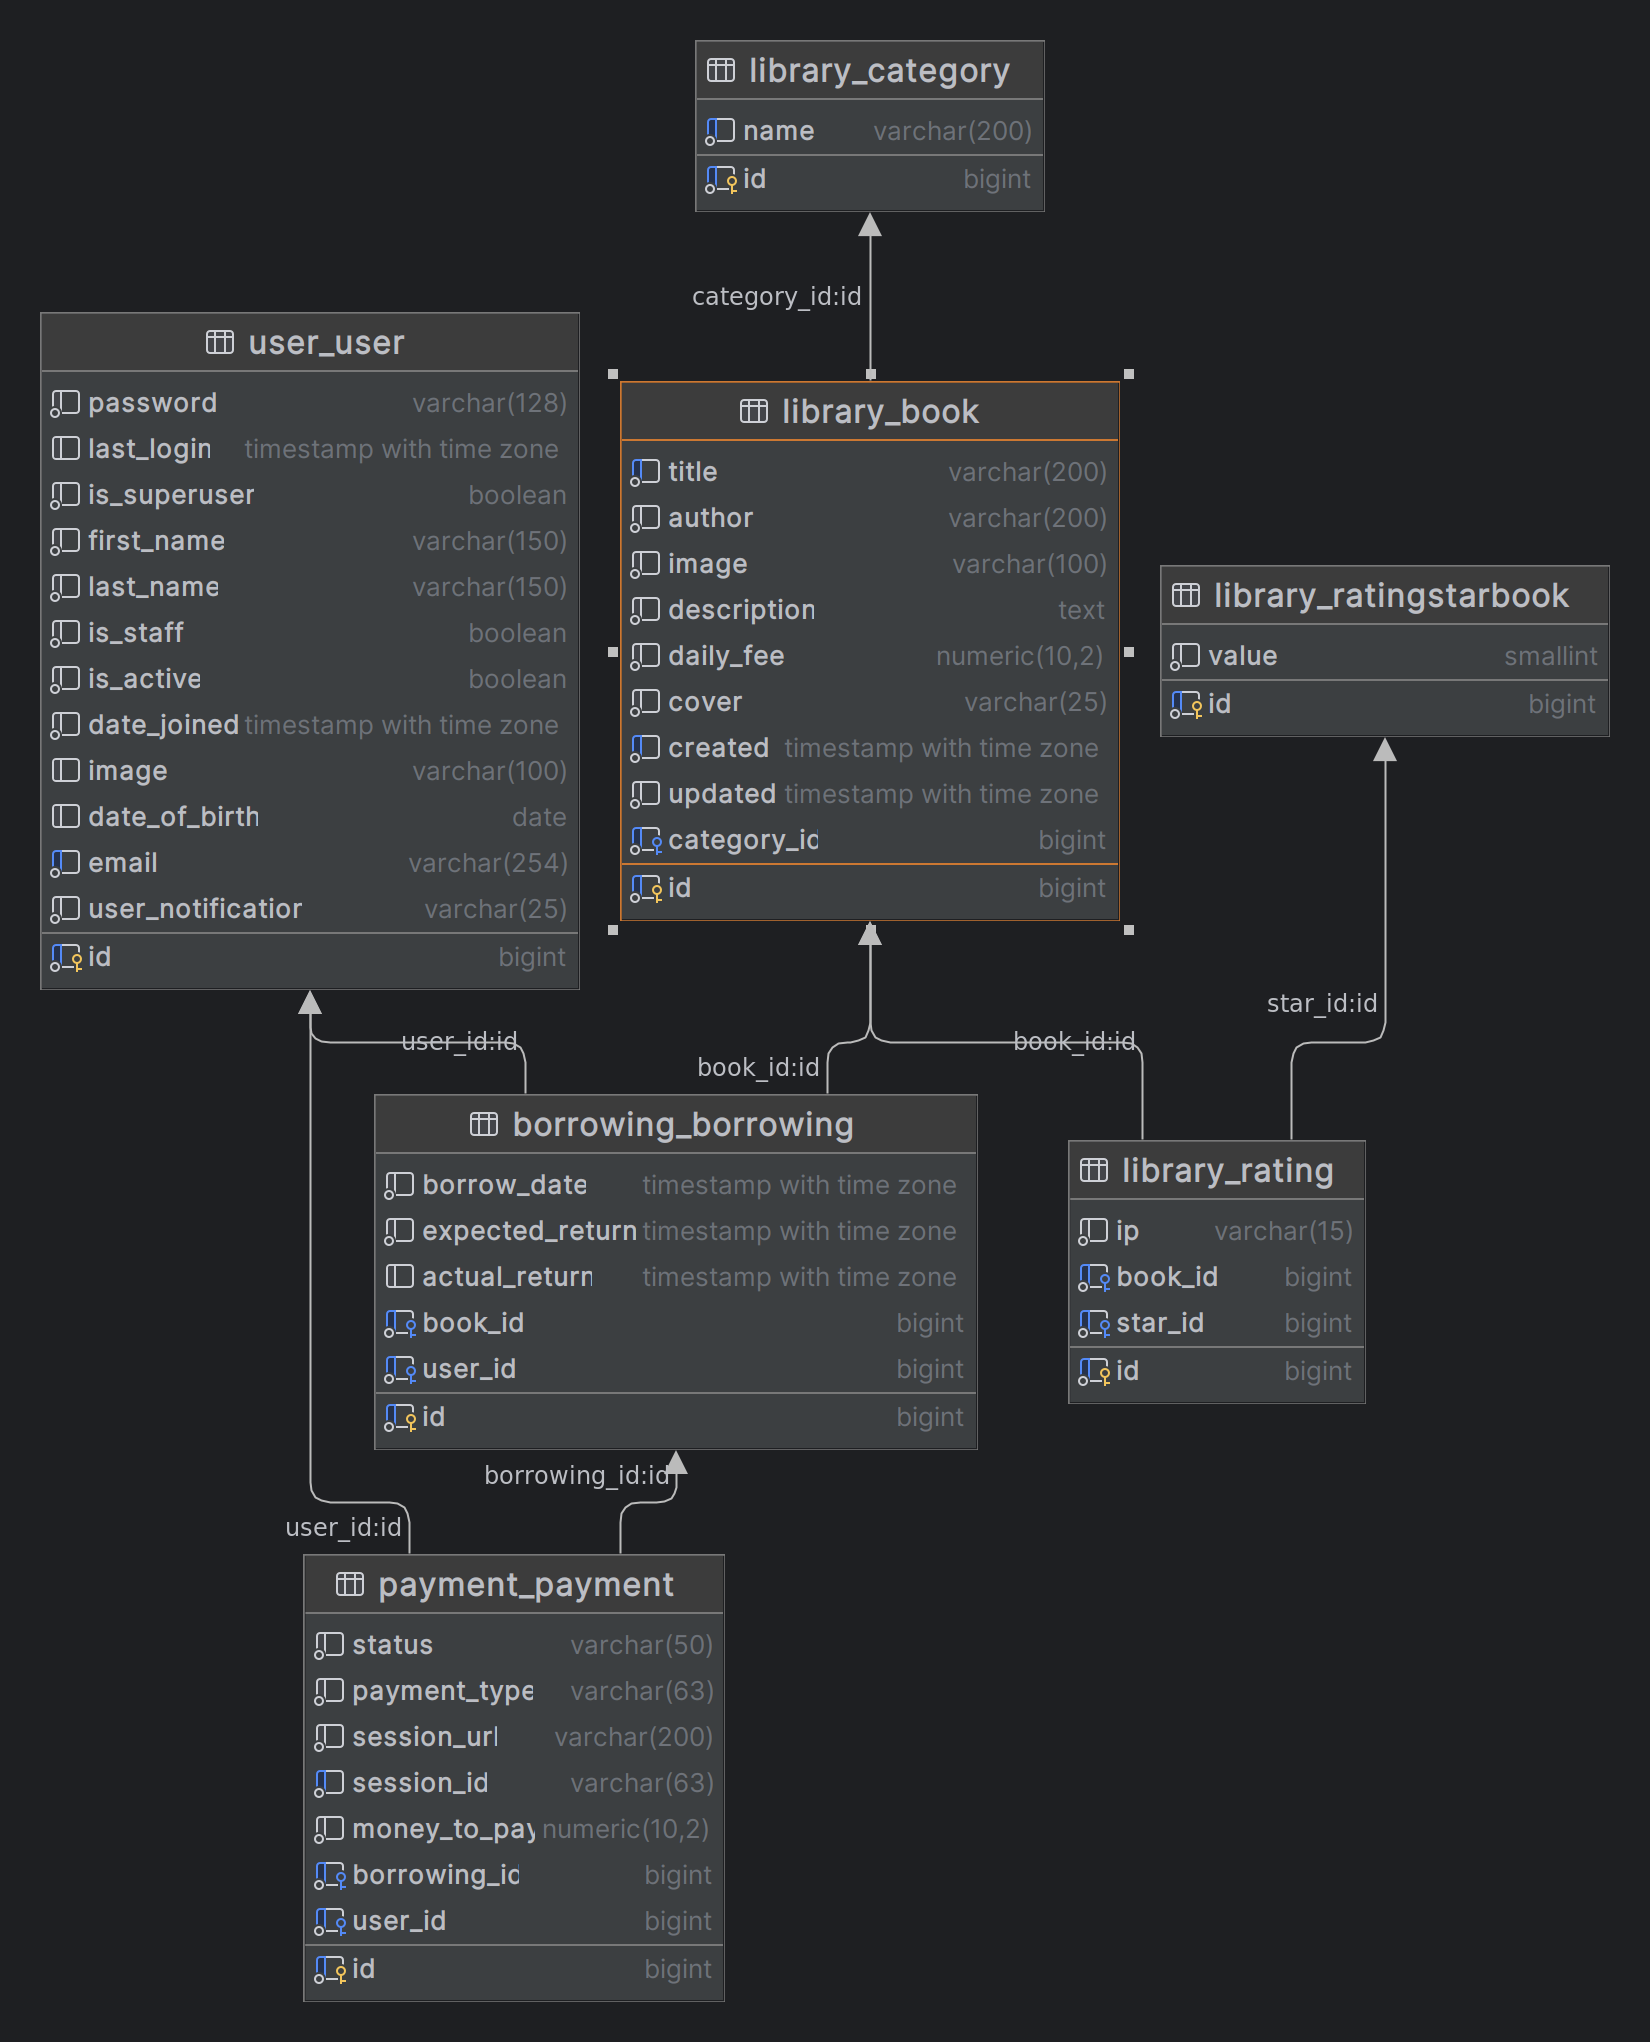 library_category
name varchar(200)
id bigint
category_id:id
user_user
password varchar(128)
last_login timestamp with time zone
is_superuser boolean
first_name varchar(150)
last_name varchar(150)
is_staff boolean
is_active boolean
date_joined timestamp with time zone
image varchar(100)
date_of_birth date
email varchar(254)
user_notification varchar(25)
id bigint
library_book
title varchar(200)
author varchar(200)
image varchar(100)
description text
daily_fee numeric(10,2)
cover varchar(25)
created timestamp with time zone
updated timestamp with time zone
category_id bigint
id bigint
library_ratingstarbook
value smallint
id bigint
star_id:id
user_id:id
book_id:id
book_id:id
borrowing_borrowing
borrow_date timestamp with time zone
expected_return timestamp with time zone
actual_return timestamp with time zone
book_id bigint
user_id bigint
id bigint
library_rating
ip varchar(15)
book_id bigint
star_id bigint
id bigint
borrowing_id:id
user_id:id
payment_payment
status varchar(50)
payment_type varchar(63)
session_url varchar(200)
session_id varchar(63)
money_to_pay numeric(10,2)
borrowing_id bigint
user_id bigint
id bigint